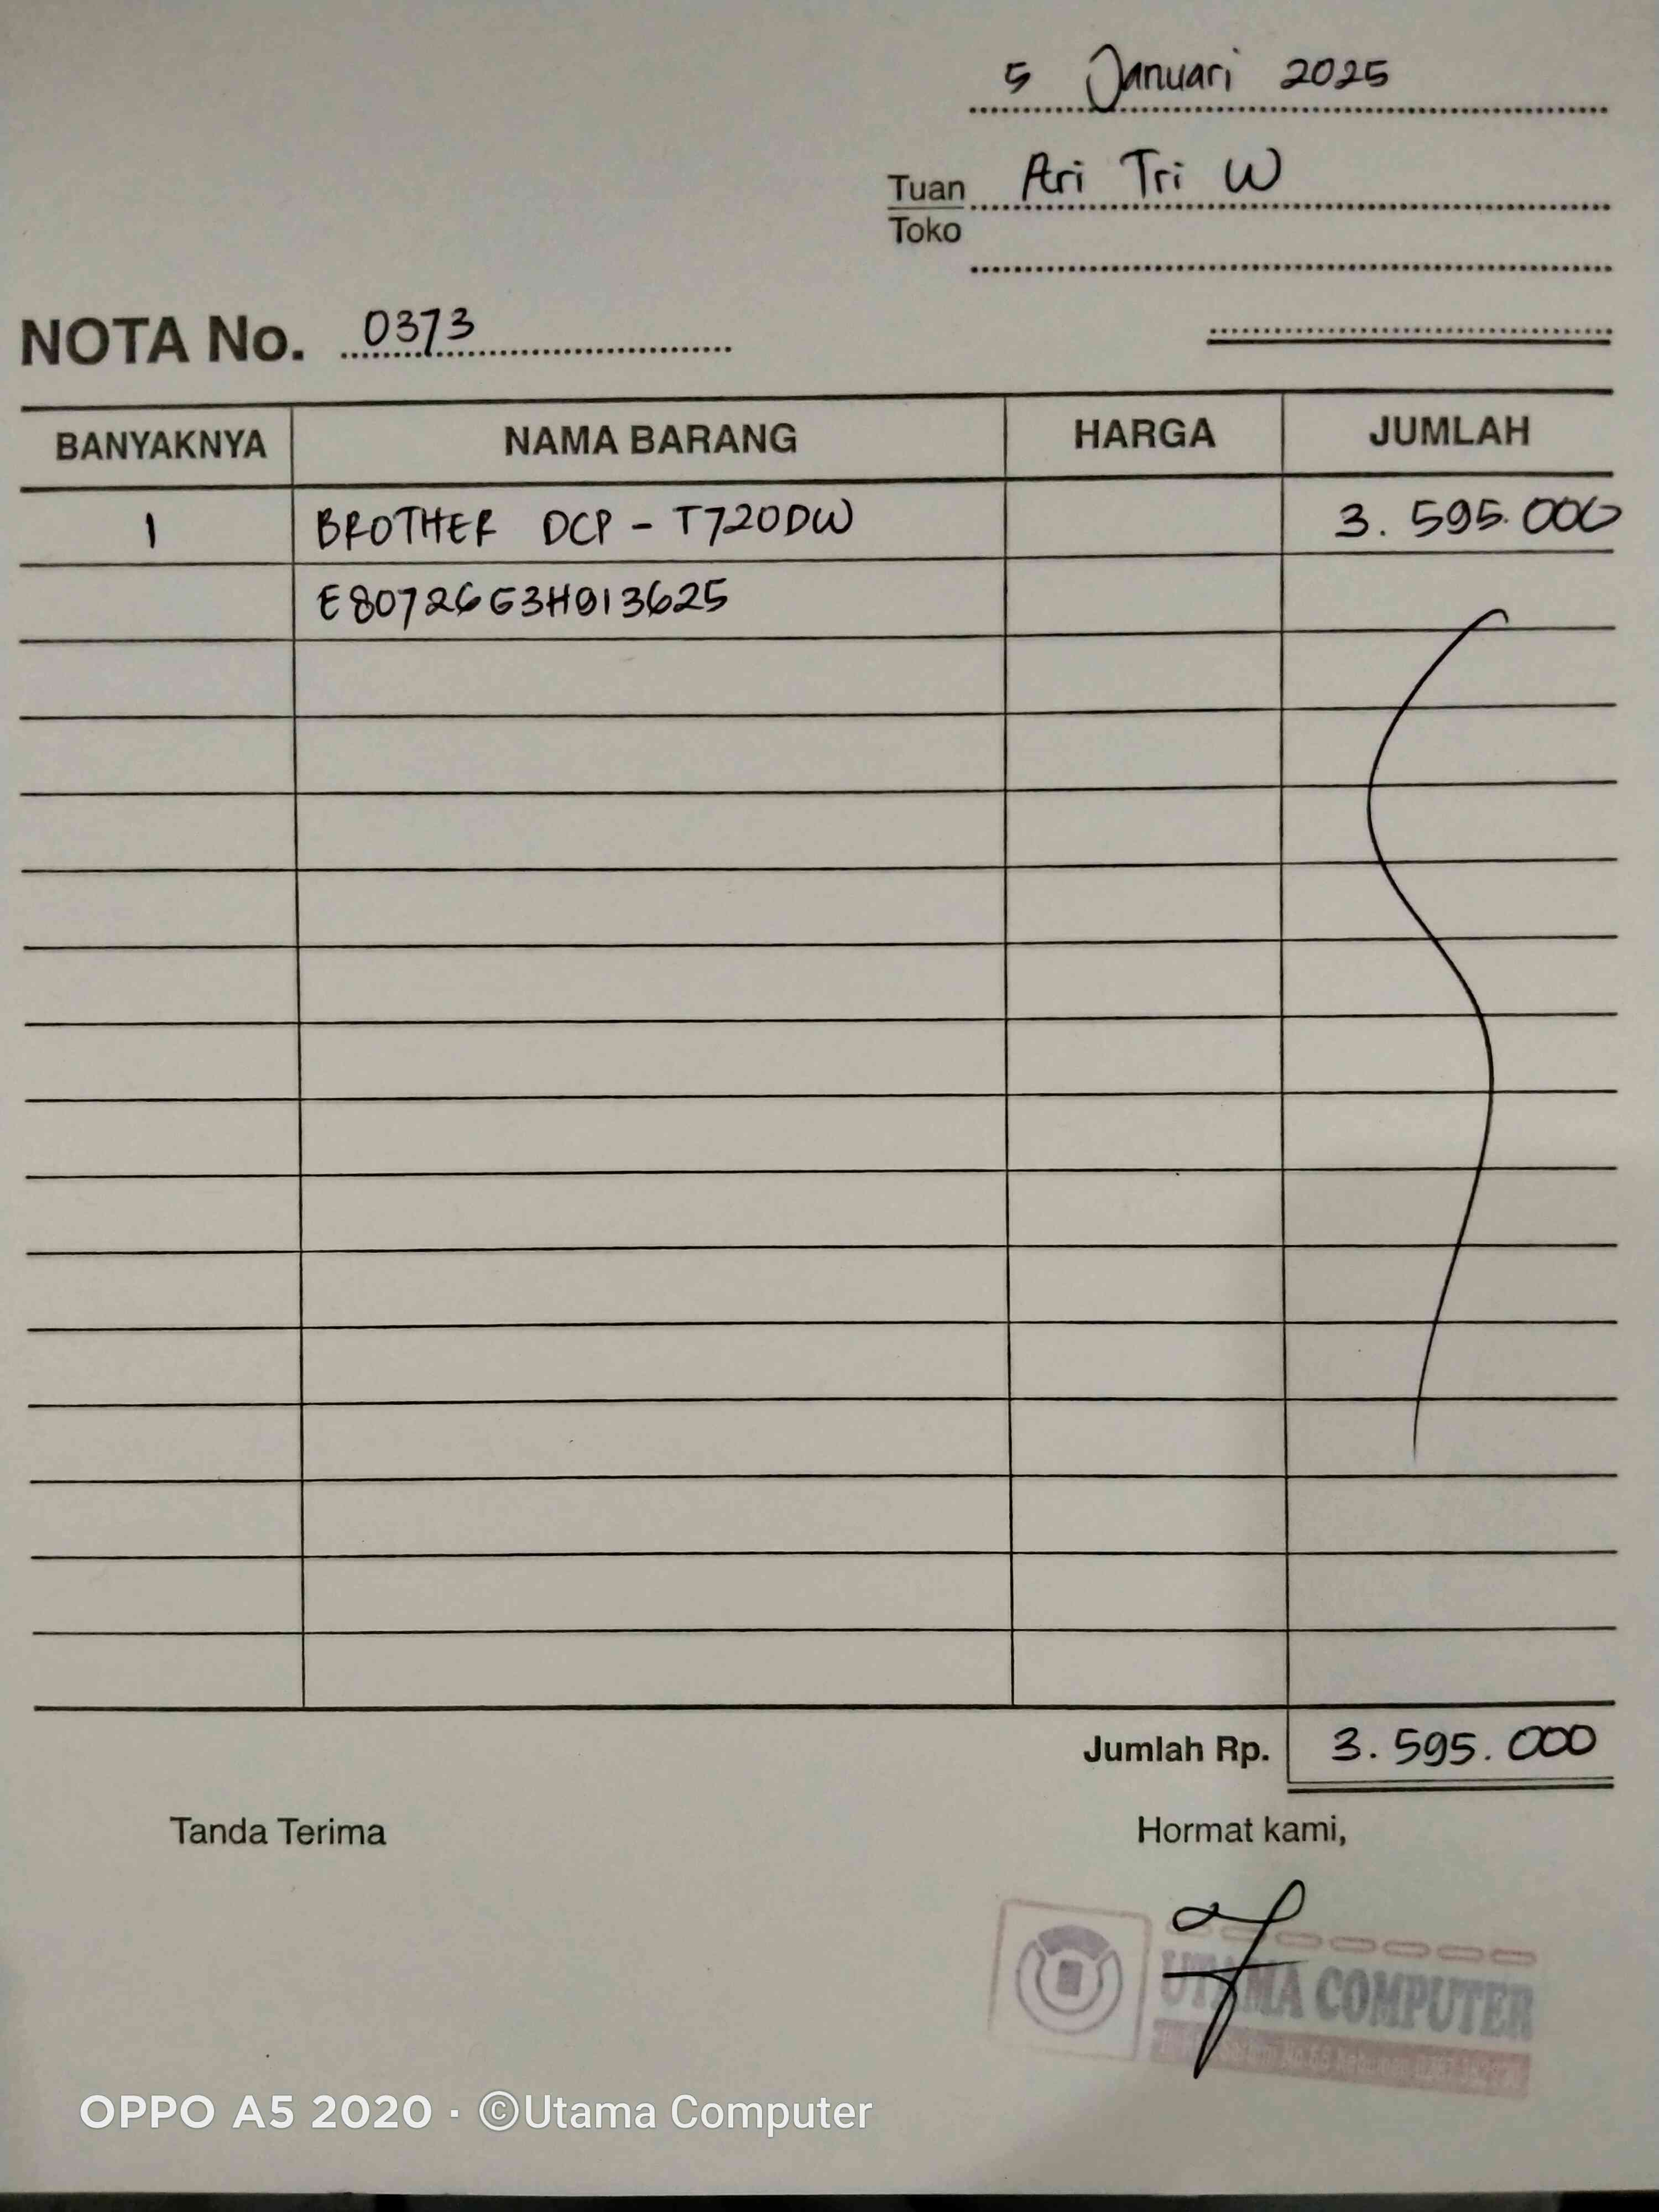 5 Januari 2025
Tuan Ari Tri W
Toko
NOTA No. 0373
BANYAKNYA NAMA BARANG HARGA JUMLAH
1 BROTHER DCP - T720DW 3. 595.000
E80726G3H913625
Jumlah Rp. 3. 595. 000
Tanda Terima Hormat kami,
UTAMA COMPUTER
OPPO A5 2020 · ©Utama Computer